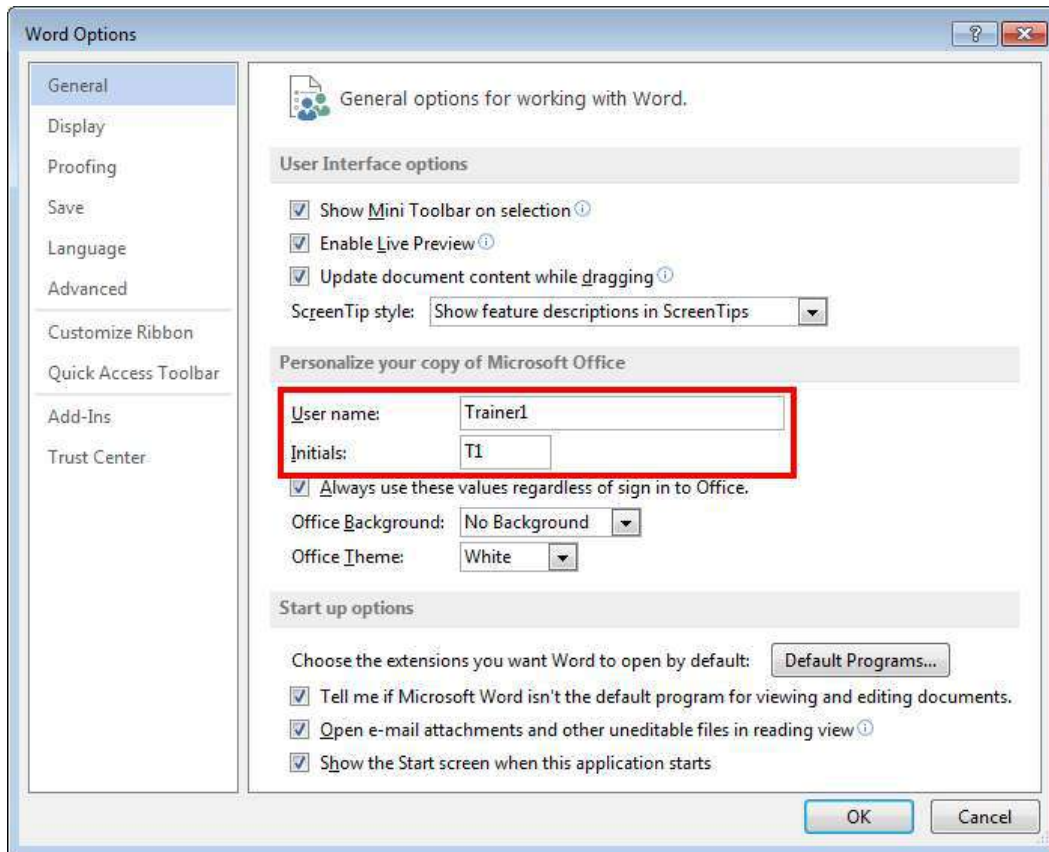 Word Options
General
Display
Proofing
Save
Language
Advanced
Customize Ribbon
Quick Access Toolbar
Add-Ins
Trust Center
General options for working with Word.
User Interface options
Show Mini Toolbar on selection
Enable Live Preview
Update document content while dragging
ScreenTip style: Show feature descriptions in ScreenTips
Personalize your copy of Microsoft Office
User name: Trainer1
Initials: T1
Always use these values regardless of sign in to Office.
Office Background: No Background
Office Theme: White
Start up options
Choose the extensions you want Word to open by default: Default Programs...
Tell me if Microsoft Word isn't the default program for viewing and editing documents.
Open e-mail attachments and other uneditable files in reading view
Show the Start screen when this application starts
OK Cancel